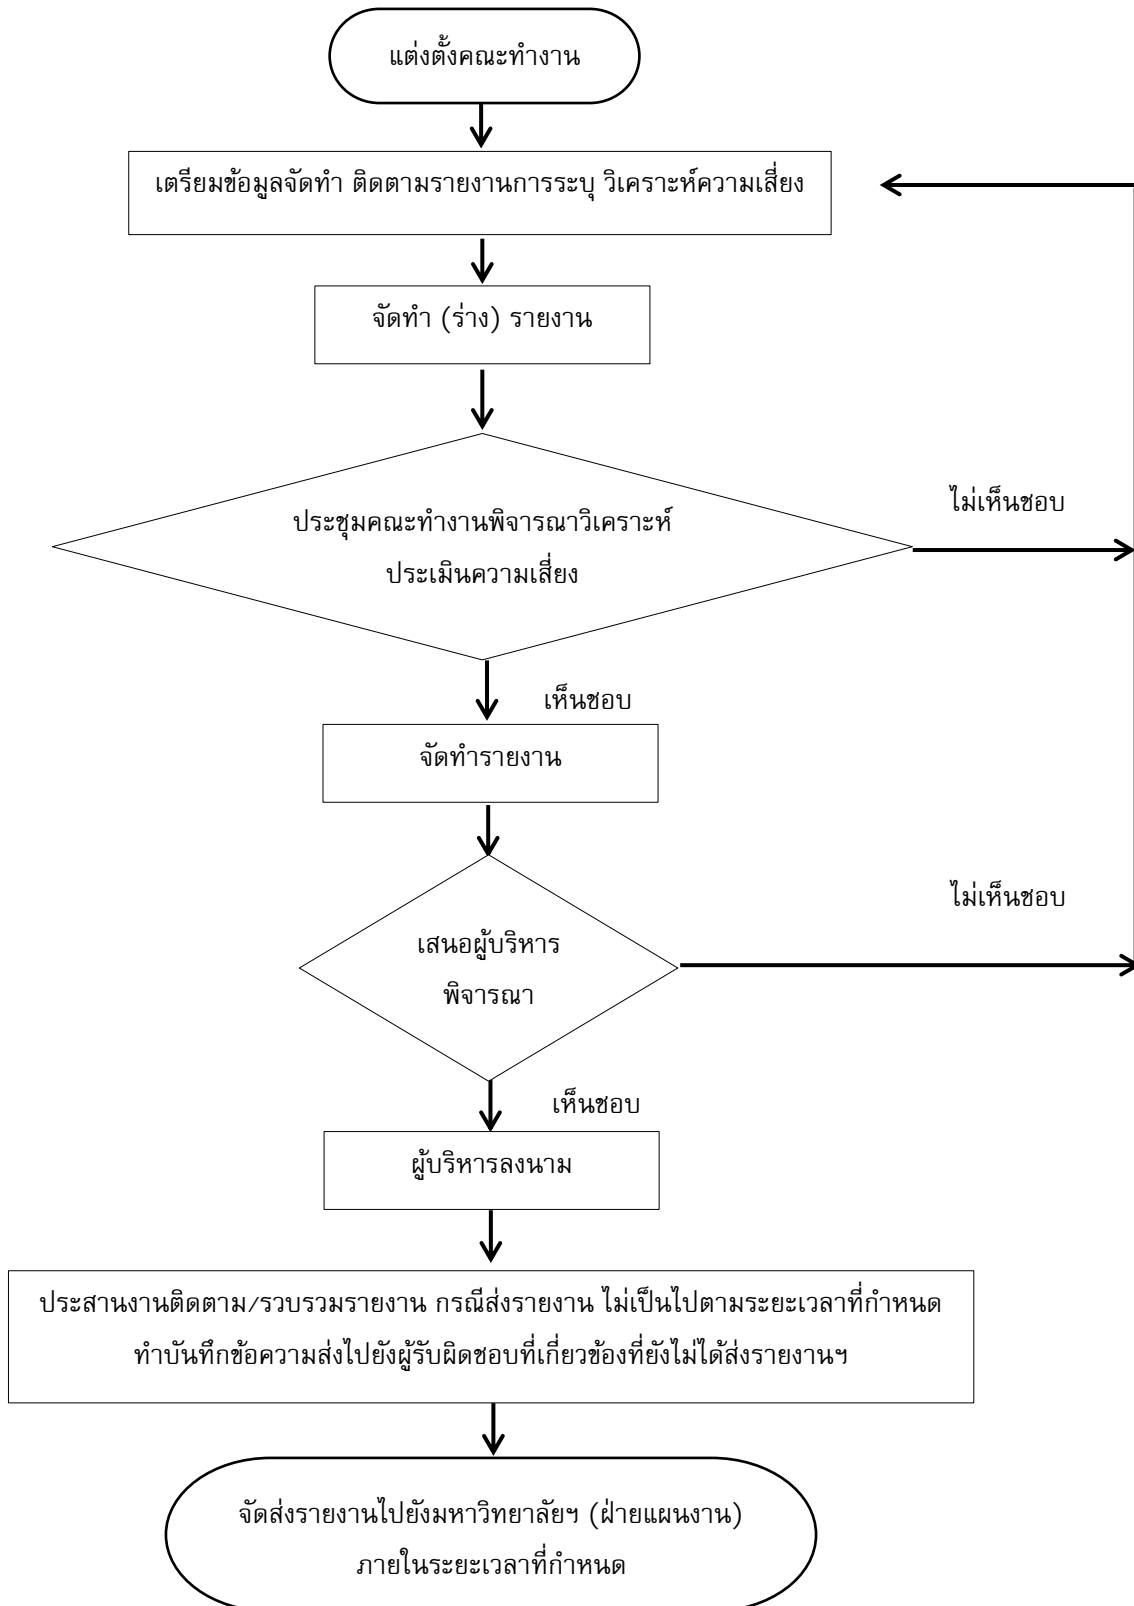 แต่งตั้งคณะทำงาน
เตรียมข้อมูลจัดทำ ติดตามรายงานการระบุ วิเคราะห์ความเสี่ยง
จัดทำ (ร่าง) รายงาน
ไม่เห็นชอบ
ประชุมคณะทำงานพิจารณาวิเคราะห์
ประเมินความเสี่ยง
เห็นชอบ
จัดทำรายงาน
ไม่เห็นชอบ
เสนอผู้บริหาร
พิจารณา
เห็นชอบ
ผู้บริหารลงนาม
ประสานงานติดตาม/รวบรวมรายงาน กรณีส่งรายงาน ไม่เป็นไปตามระยะเวลาที่กำหนด
ทำบันทึกข้อความส่งไปยังผู้รับผิดชอบที่เกี่ยวข้องที่ยังไม่ได้ส่งรายงานฯ
จัดส่งรายงานไปยังมหาวิทยาลัยฯ (ฝ่ายแผนงาน)
ภายในระยะเวลาที่กำหนด